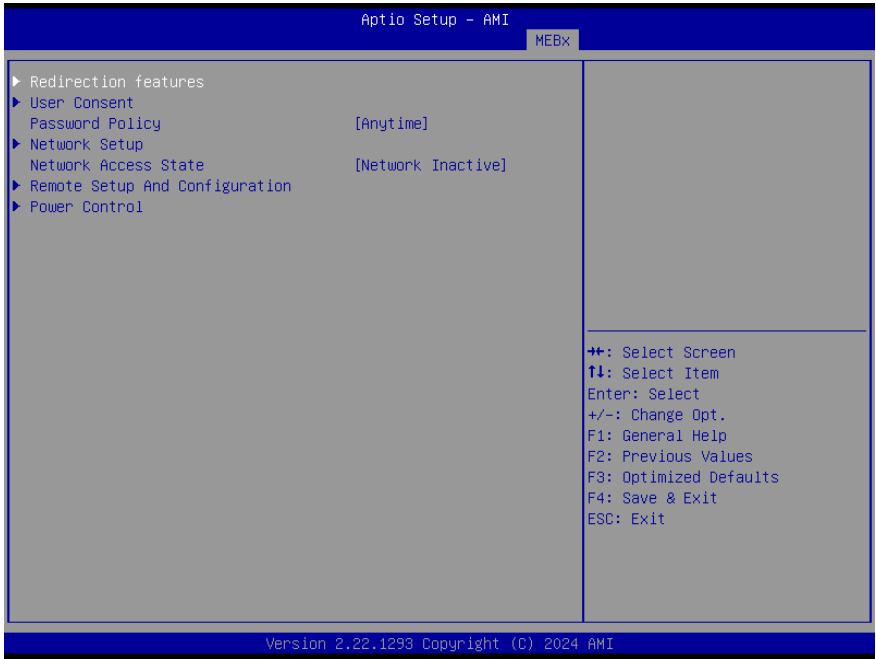 Aptio Setup – AMI
MEBx
▶ Redirection features
▶ User Consent
Password Policy [Anytime]
▶ Network Setup
Network Access State [Network Inactive]
▶ Remote Setup And Configuration
▶ Power Control
→←: Select Screen
↑↓: Select Item
Enter: Select
+/-: Change Opt.
F1: General Help
F2: Previous Values
F3: Optimized Defaults
F4: Save & Exit
ESC: Exit
Version 2.22.1293 Copyright (C) 2024 AMI